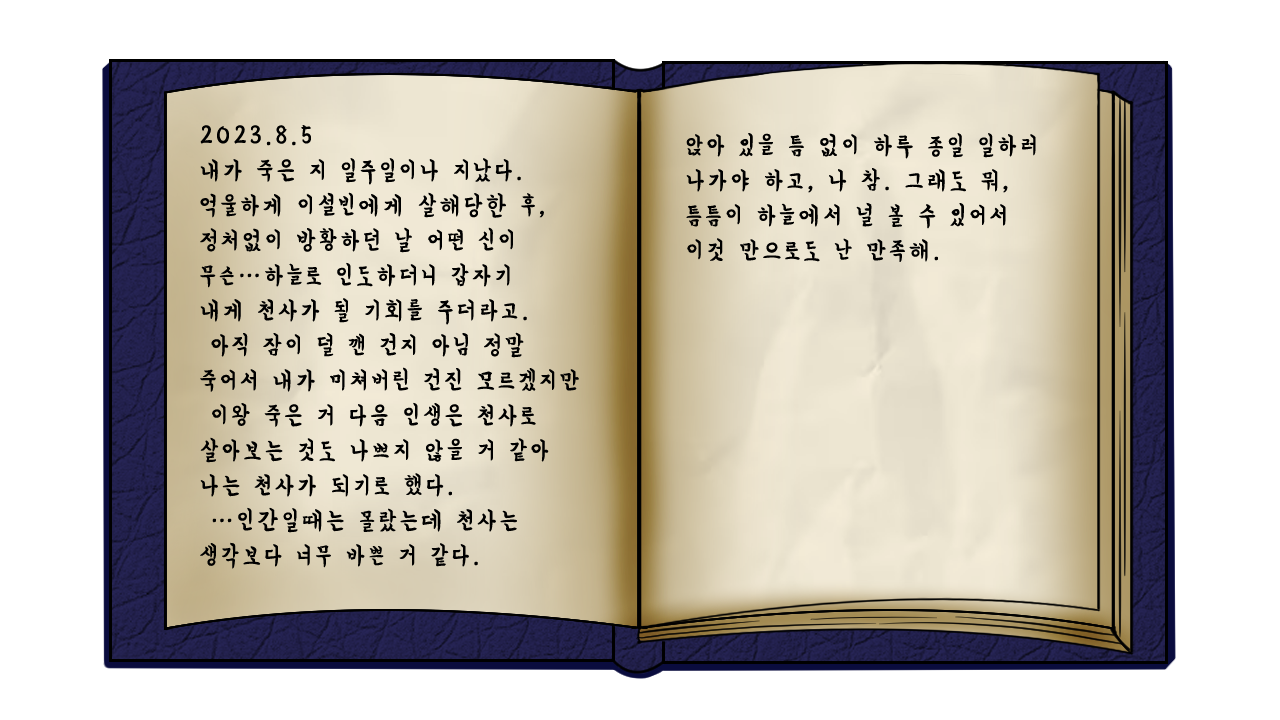 2023.8.5
내가 죽은 지 일주일이나 지났다.
억울하게 이설빈에게 살해당한 후,
정처없이 방황하던 날 어떤 신이
무슨…하늘로 인도하더니 갑자기
내게 천사가 될 기회를 주더라고.
아직 잠이 덜 깬 건지 아님 정말
죽어서 내가 미쳐버린 건진 모르겠지만
이왕 죽은 거 다음 인생은 천사로
살아보는 것도 나쁘지 않을 거 같아
나는 천사가 되기로 했다.
…인간일때는 몰랐는데 천사는
생각보다 너무 바쁜 거 같다.
앉아 있을 틈 없이 하루 종일 일하러
나가야 하고, 나 참. 그래도 뭐,
틈틈이 하늘에서 널 볼 수 있어서
이것 만으로도 난 만족해.